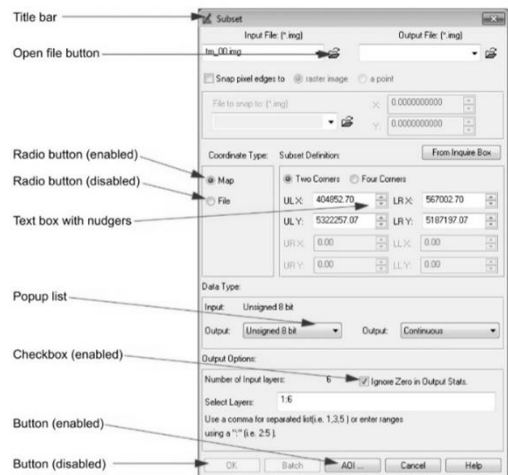 Title bar
Subset
Input File: (*.img)
Output File: (*.img)
Open file button
tm_00.img
Snap pixel edges to
raster image
a point
File to snap to: (*.img)
X:
0.0000000000
Y:
0.0000000000
Coordinate Type:
Subset Definition:
From Inquire Box
Radio button (enabled)
Map
Two Corners
Four Corners
Radio button (disabled)
File
Text box with nudgers
UL X:
404852.70
LR X:
567002.70
UL Y:
5322257.07
LR Y:
5187197.07
UR X:
0.00
LL X:
0.00
UR Y:
0.00
LL Y:
0.00
Data Type:
Popup list
Input:
Unsigned 8 bit
Output:
Unsigned 8 bit
Output:
Continuous
Checkbox (enabled)
Output Options:
Number of Input layers:
6
Ignore Zero in Output Stats.
Select Layers:
1:6
Use a comma for separated list(i.e. 1,3,5 ) or enter ranges
using a ":" (i.e. 2:5 ).
Button (enabled)
Button (disabled)
OK
Batch
AOI ...
Cancel
Help